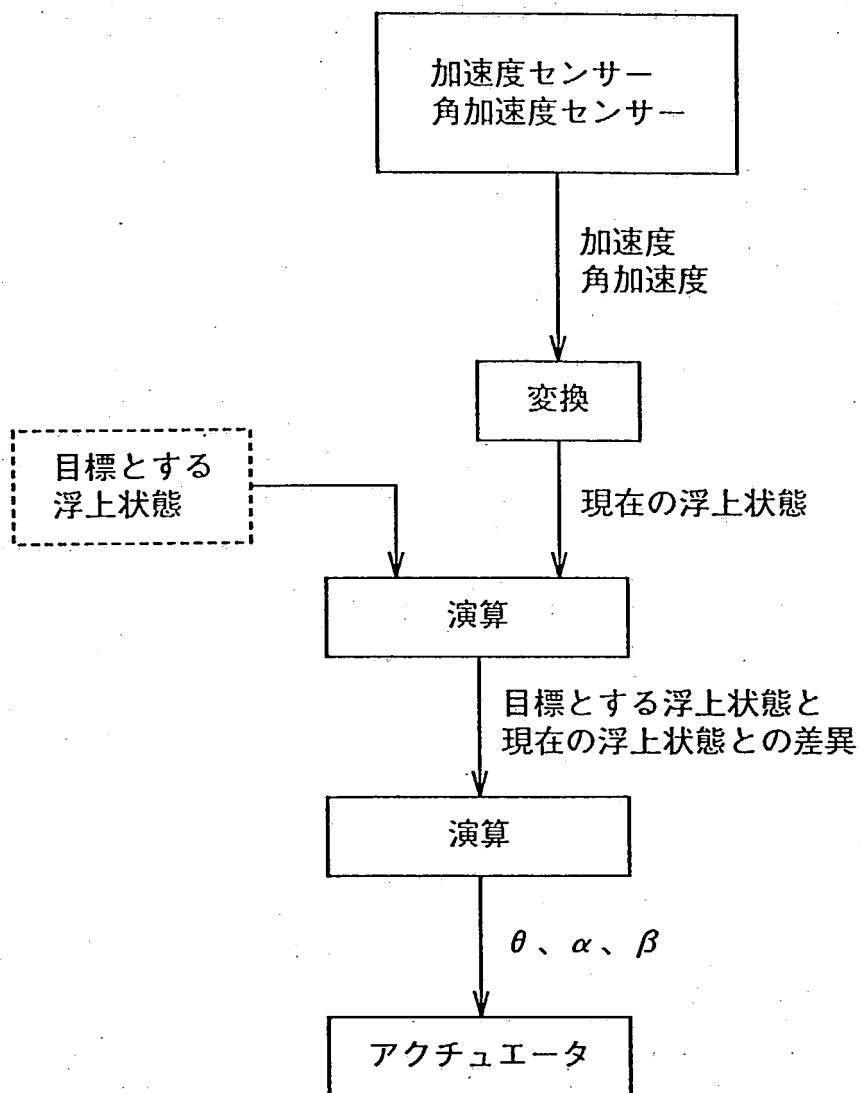 加速度センサー
角加速度センサー
加速度
角加速度
変換
目標とする
浮上状態
現在の浮上状態
演算
目標とする浮上状態と
現在の浮上状態との差異
演算
θ、α、β
アクチュエータ